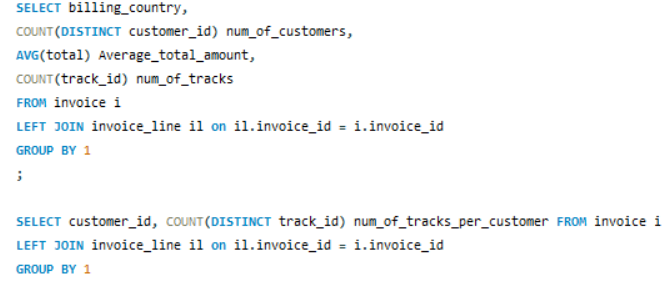 SELECT billing_country,
COUNT(DISTINCT customer_id) num_of_customers,
AVG(total) Average_total_amount,
COUNT(track_id) num_of_tracks
FROM invoice i
LEFT JOIN invoice_line il on il.invoice_id = i.invoice_id
GROUP BY 1
;
SELECT customer_id, COUNT(DISTINCT track_id) num_of_tracks_per_customer FROM invoice i
LEFT JOIN invoice_line il on il.invoice_id = i.invoice_id
GROUP BY 1